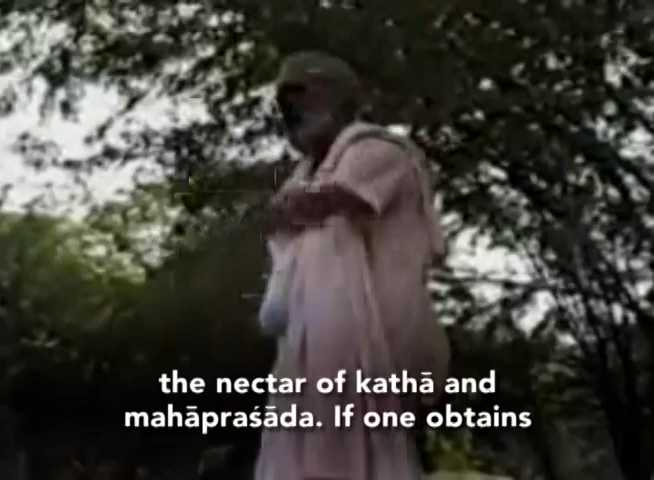 the nectar of kathā and
mahāpraśāda. If one obtains